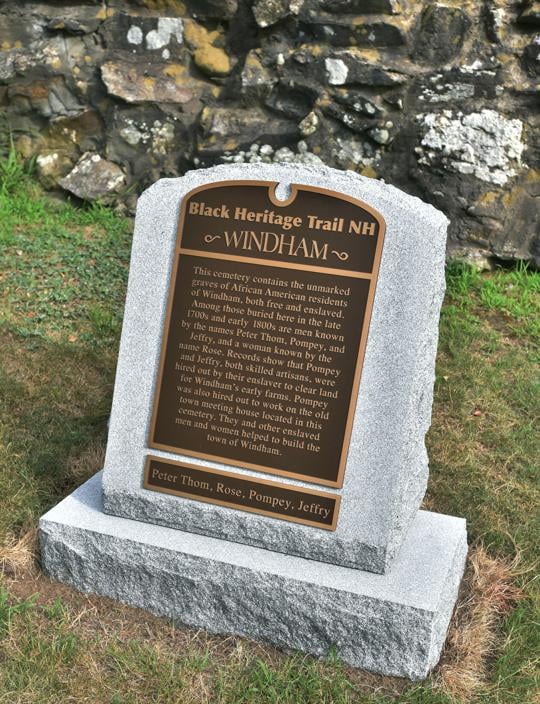 Black Heritage Trail NH
WINDHAM
This cemetery contains the unmarked
graves of African American residents
of Windham, both free and enslaved.
Among those buried here in the late
1700s and early 1800s are men known
by the names Peter Thom, Pompey, and
Jeffry, and a woman known by the
name Rose. Records show that Pompey
and Jeffry, both skilled artisans, were
hired out by their enslaver to clear land
for Windham's early farms. Pompey
was also hired out to work on the old
town meeting house located in this
cemetery. They and other enslaved
men and women helped to build the
town of Windham.
Peter Thom, Rose, Pompey, Jeffry